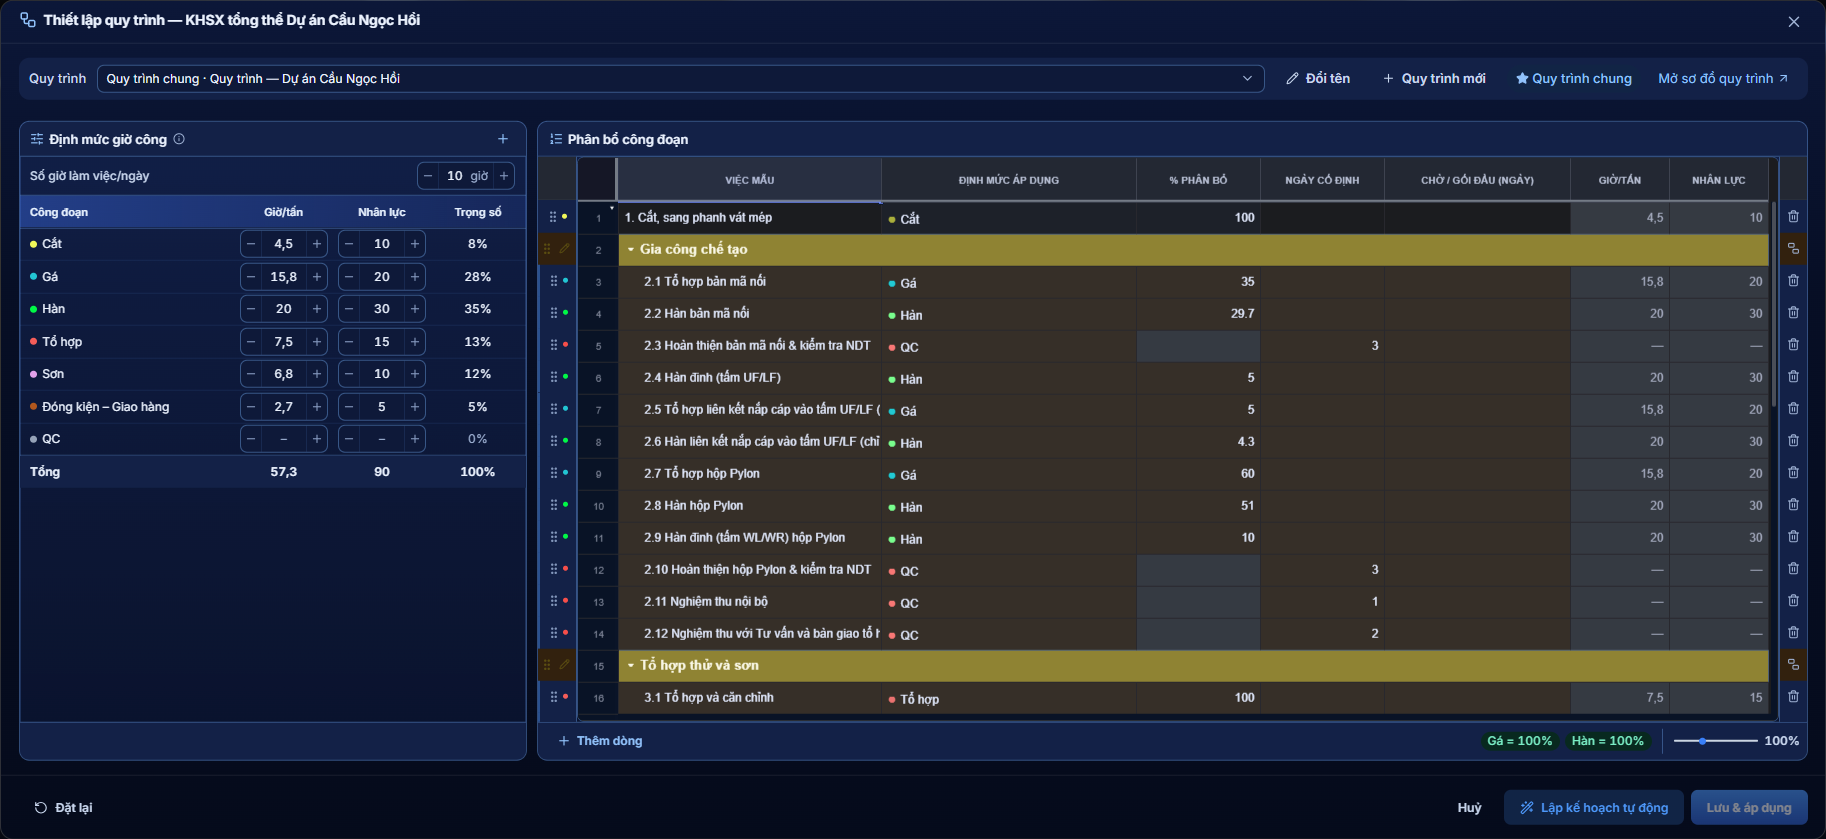 Thiết lập quy trình — KHSX tổng thể Dự án Cầu Ngọc Hồi
Quy trình
Quy trình chung · Quy trình — Dự án Cầu Ngọc Hồi
Đổi tên
Quy trình mới
Quy trình chung
Mở sơ đồ quy trình
Định mức giờ công
Số giờ làm việc/ngày − 10 giờ +
Công đoạn Giờ/tấn Nhân lực Trọng số
Cắt − 4,5 + − 10 + 8%
Gá − 15,8 + − 20 + 28%
Hàn − 20 + − 30 + 35%
Tổ hợp − 7,5 + − 15 + 13%
Sơn − 6,8 + − 10 + 12%
Đóng kiện – Giao hàng − 2,7 + − 5 + 5%
QC − – + − – + 0%
Tổng 57,3 90 100%
Phân bổ công đoạn
VIỆC MẪU ĐỊNH MỨC ÁP DỤNG % PHÂN BỔ NGÀY CỐ ĐỊNH CHỜ / GỐI ĐẦU (NGÀY) GIỜ/TẤN NHÂN LỰC
1 1. Cắt, sang phanh vát mép Cắt 100 4,5 10
2 Gia công chế tạo
3 2.1 Tổ hợp bản mã nối Gá 35 15,8 20
4 2.2 Hàn bản mã nối Hàn 29.7 20 30
5 2.3 Hoàn thiện bản mã nối & kiểm tra NDT QC 3 — —
6 2.4 Hàn đính (tấm UF/LF) Hàn 5 20 30
7 2.5 Tổ hợp liên kết nắp cáp vào tấm UF/LF ( Gá 5 15,8 20
8 2.6 Hàn liên kết nắp cáp vào tấm UF/LF (chỉ Hàn 4.3 20 30
9 2.7 Tổ hợp hộp Pylon Gá 60 15,8 20
10 2.8 Hàn hộp Pylon Hàn 51 20 30
11 2.9 Hàn đính (tấm WL/WR) hộp Pylon Hàn 10 20 30
12 2.10 Hoàn thiện hộp Pylon & kiểm tra NDT QC 3 — —
13 2.11 Nghiệm thu nội bộ QC 1 — —
14 2.12 Nghiệm thu với Tư vấn và bàn giao tổ h QC 2 — —
15 Tổ hợp thử và sơn
16 3.1 Tổ hợp và căn chỉnh Tổ hợp 100 7,5 15
+ Thêm dòng
Gá = 100% Hàn = 100% 100%
Đặt lại
Huỷ
Lập kế hoạch tự động
Lưu & áp dụng